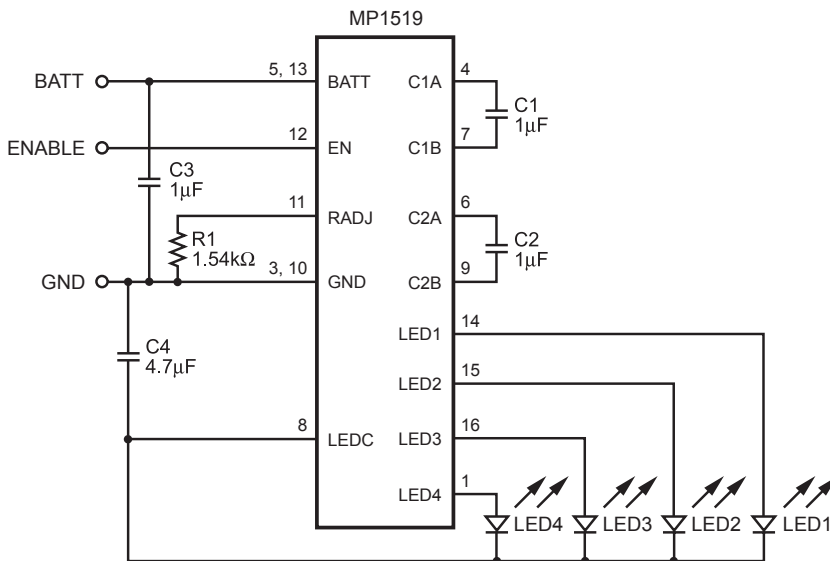 MP1519
BATT
5, 13
BATT
C1A
4
C1
1µF
ENABLE
12
EN
C1B
7
C3
1µF
11
RADJ
C2A
6
R1
1.54kΩ
C2
1µF
GND
3, 10
GND
C2B
9
LED1
14
C4
4.7µF
LED2
15
8
LEDC
LED3
16
LED4
1
LED4
LED3
LED2
LED1